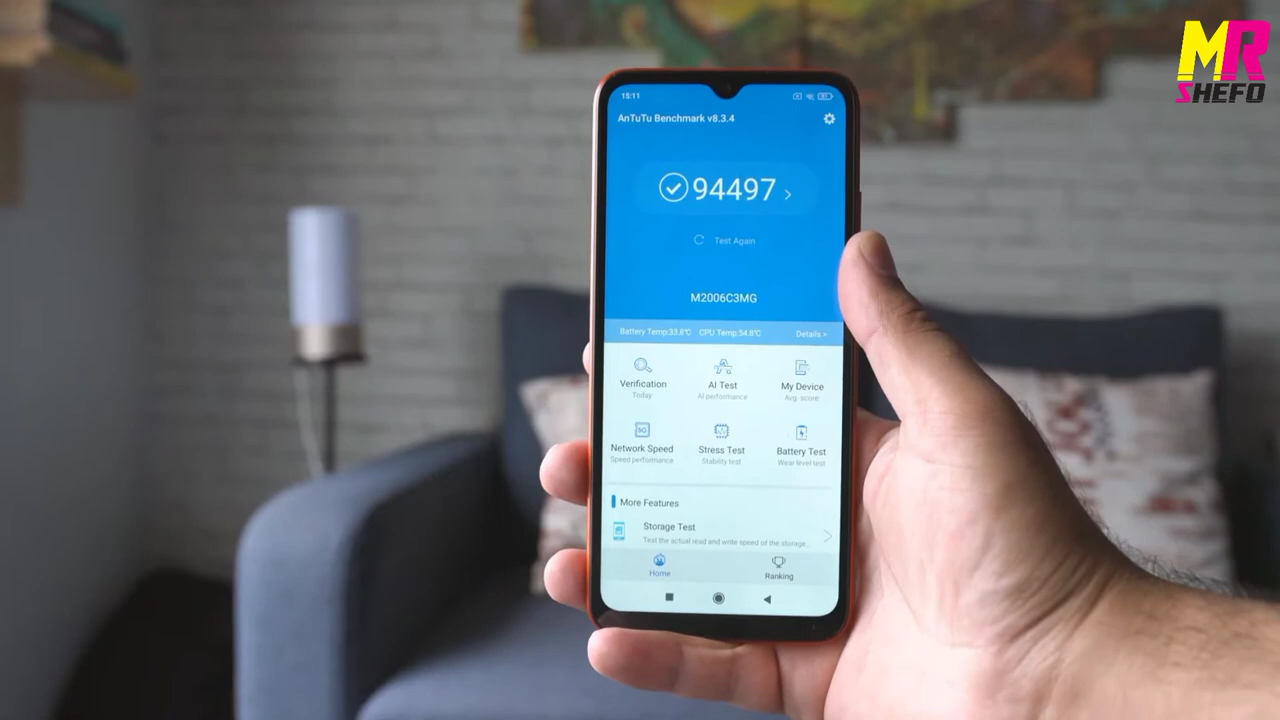 MR
SHEFO
15:11
AnTuTu Benchmark v8.3.4
94497
Test Again
M2006C3MG
Battery Temp:33.8°C CPU Temp:54.8°C Details >
Verification AI Test My Device
Today AI performance Avg. score
5G
Network Speed Stress Test Battery Test
Speed performance Stability test Wear level test
More Features
Storage Test
Test the actual read and write speed of the storage...
Home Ranking